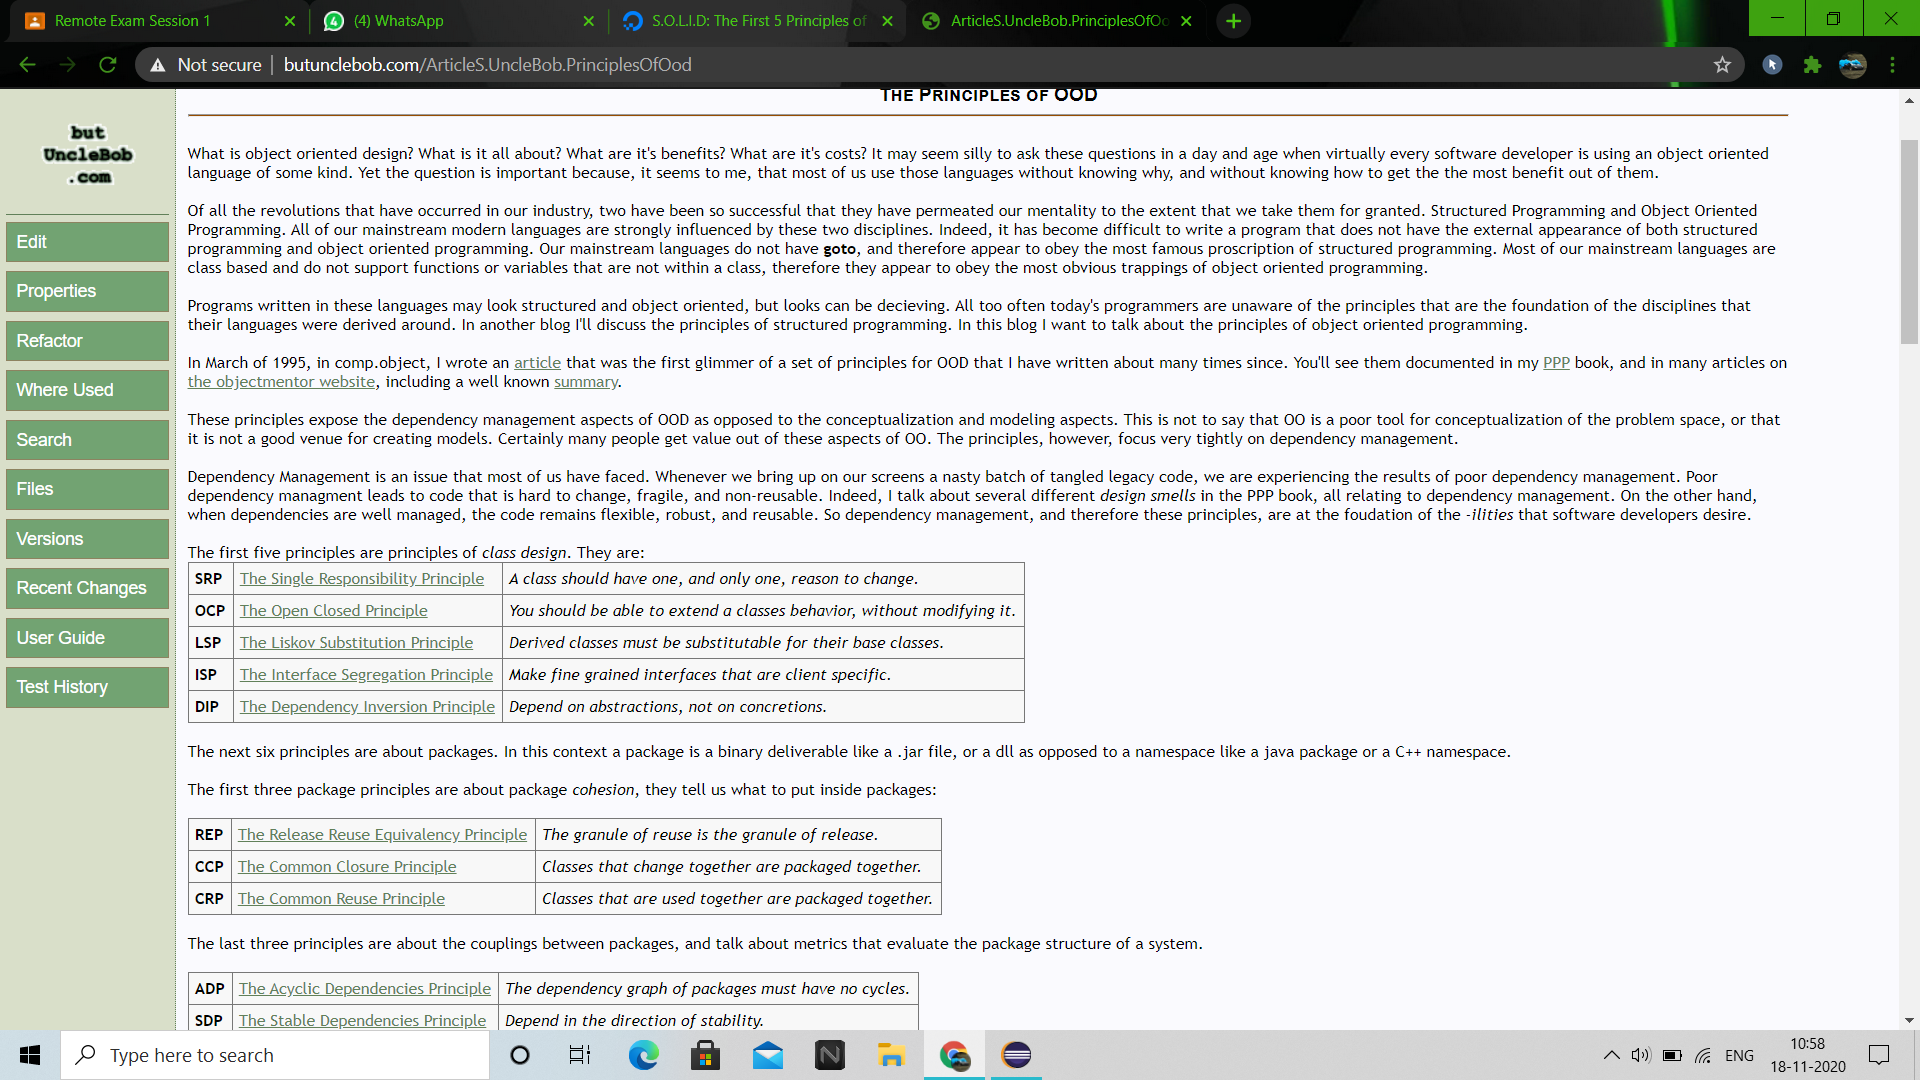 Remote Exam Session 1
(4) WhatsApp
S.O.L.I.D: The First 5 Principles of
ArticleS.UncleBob.PrinciplesOfOo
Not secure | butunclebob.com/ArticleS.UncleBob.PrinciplesOfOod
but
UncleBob
.com
Edit
Properties
Refactor
Where Used
Search
Files
Versions
Recent Changes
User Guide
Test History
THE PRINCIPLES OF OOD
What is object oriented design? What is it all about? What are it's benefits? What are it's costs? It may seem silly to ask these questions in a day and age when virtually every software developer is using an object oriented
language of some kind. Yet the question is important because, it seems to me, that most of us use those languages without knowing why, and without knowing how to get the the most benefit out of them.
Of all the revolutions that have occurred in our industry, two have been so successful that they have permeated our mentality to the extent that we take them for granted. Structured Programming and Object Oriented
Programming. All of our mainstream modern languages are strongly influenced by these two disciplines. Indeed, it has become difficult to write a program that does not have the external appearance of both structured
programming and object oriented programming. Our mainstream languages do not have goto, and therefore appear to obey the most famous proscription of structured programming. Most of our mainstream languages are
class based and do not support functions or variables that are not within a class, therefore they appear to obey the most obvious trappings of object oriented programming.
Programs written in these languages may look structured and object oriented, but looks can be decieving. All too often today's programmers are unaware of the principles that are the foundation of the disciplines that
their languages were derived around. In another blog I'll discuss the principles of structured programming. In this blog I want to talk about the principles of object oriented programming.
In March of 1995, in comp.object, I wrote an article that was the first glimmer of a set of principles for OOD that I have written about many times since. You'll see them documented in my PPP book, and in many articles on
the objectmentor website, including a well known summary.
These principles expose the dependency management aspects of OOD as opposed to the conceptualization and modeling aspects. This is not to say that OO is a poor tool for conceptualization of the problem space, or that
it is not a good venue for creating models. Certainly many people get value out of these aspects of OO. The principles, however, focus very tightly on dependency management.
Dependency Management is an issue that most of us have faced. Whenever we bring up on our screens a nasty batch of tangled legacy code, we are experiencing the results of poor dependency management. Poor
dependency managment leads to code that is hard to change, fragile, and non-reusable. Indeed, I talk about several different design smells in the PPP book, all relating to dependency management. On the other hand,
when dependencies are well managed, the code remains flexible, robust, and reusable. So dependency management, and therefore these principles, are at the foudation of the -ilities that software developers desire.
The first five principles are principles of class design. They are:
SRP The Single Responsibility Principle A class should have one, and only one, reason to change.
OCP The Open Closed Principle You should be able to extend a classes behavior, without modifying it.
LSP The Liskov Substitution Principle Derived classes must be substitutable for their base classes.
ISP The Interface Segregation Principle Make fine grained interfaces that are client specific.
DIP The Dependency Inversion Principle Depend on abstractions, not on concretions.
The next six principles are about packages. In this context a package is a binary deliverable like a .jar file, or a dll as opposed to a namespace like a java package or a C++ namespace.
The first three package principles are about package cohesion, they tell us what to put inside packages:
REP The Release Reuse Equivalency Principle The granule of reuse is the granule of release.
CCP The Common Closure Principle Classes that change together are packaged together.
CRP The Common Reuse Principle Classes that are used together are packaged together.
The last three principles are about the couplings between packages, and talk about metrics that evaluate the package structure of a system.
ADP The Acyclic Dependencies Principle The dependency graph of packages must have no cycles.
SDP The Stable Dependencies Principle Depend in the direction of stability.
Type here to search
ENG
10:58
18-11-2020